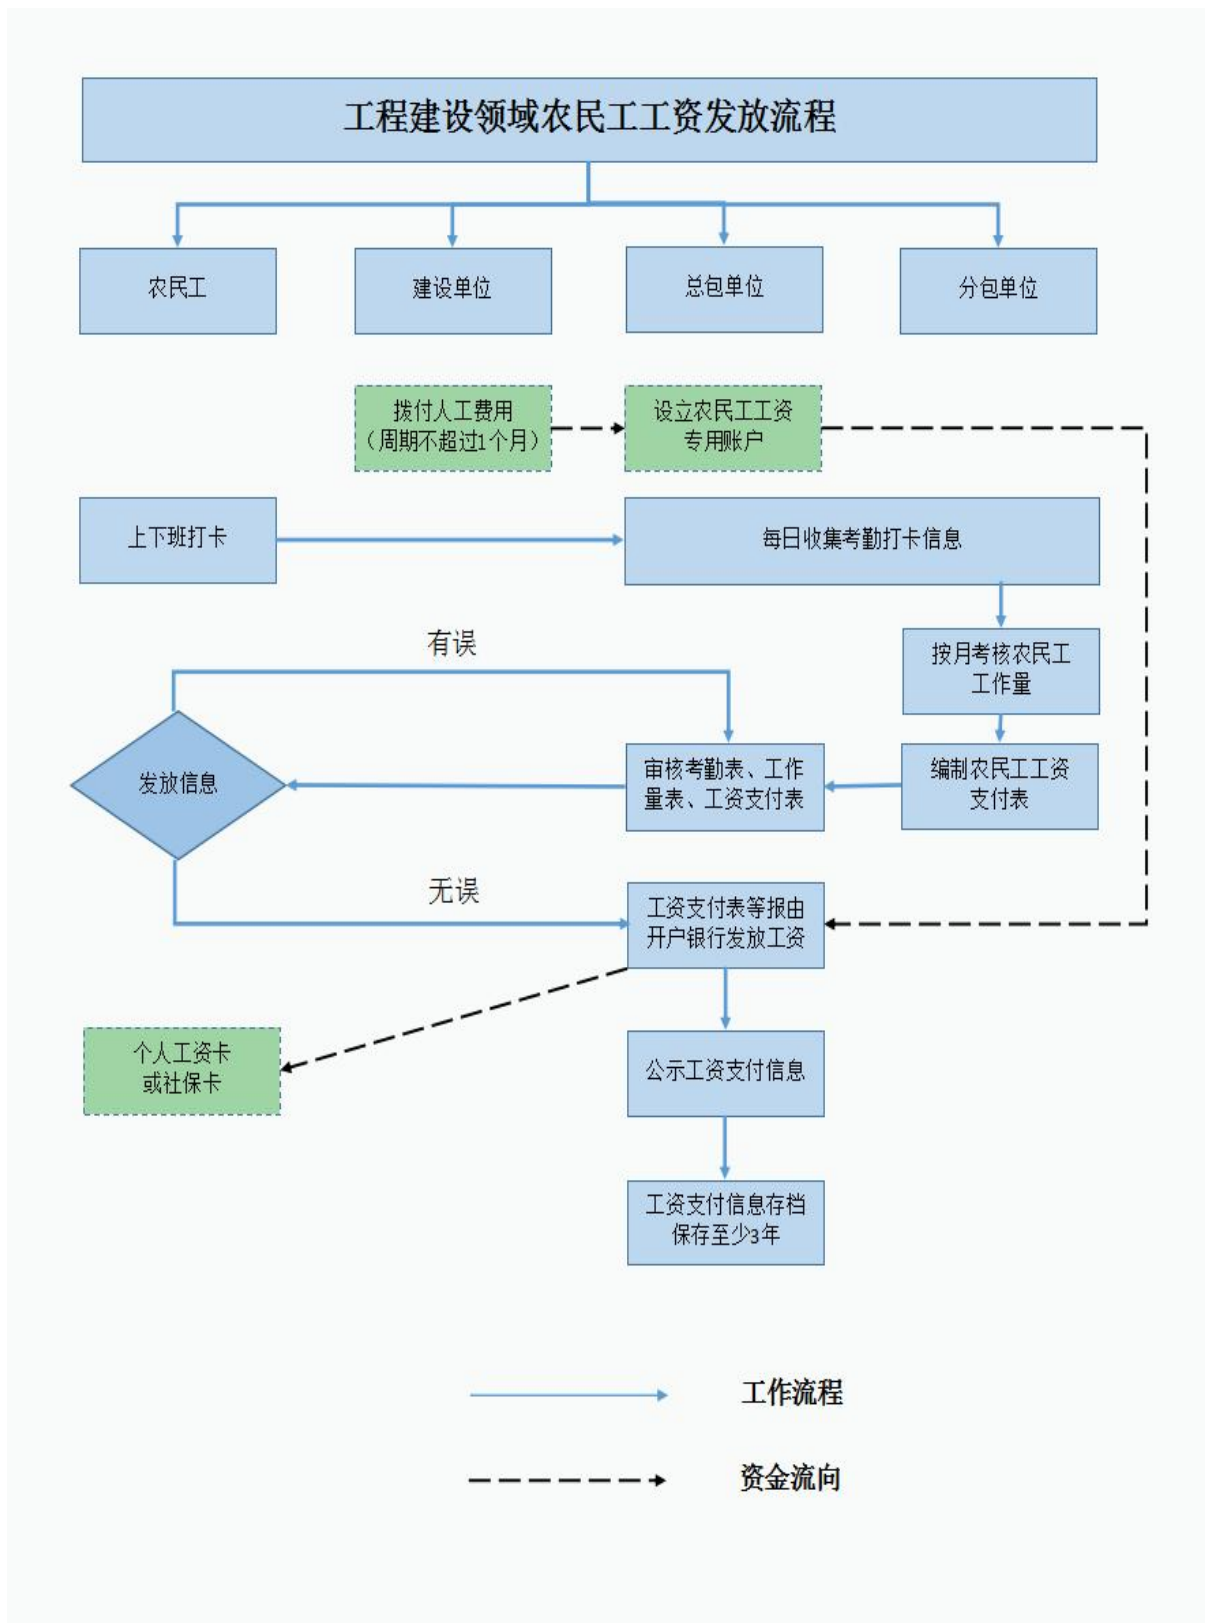 工程建设领域农民工工资发放流程
农民工
建设单位
总包单位
分包单位
拨付人工费用
（周期不超过1个月）
设立农民工工资
专用账户
上下班打卡
每日收集考勤打卡信息
有误
按月考核农民工
工作量
发放信息
审核考勤表、工作
量表、工资支付表
编制农民工工资
支付表
无误
工资支付表等报由
开户银行发放工资
个人工资卡
或社保卡
公示工资支付信息
工资支付信息存档
保存至少3年
工作流程
资金流向